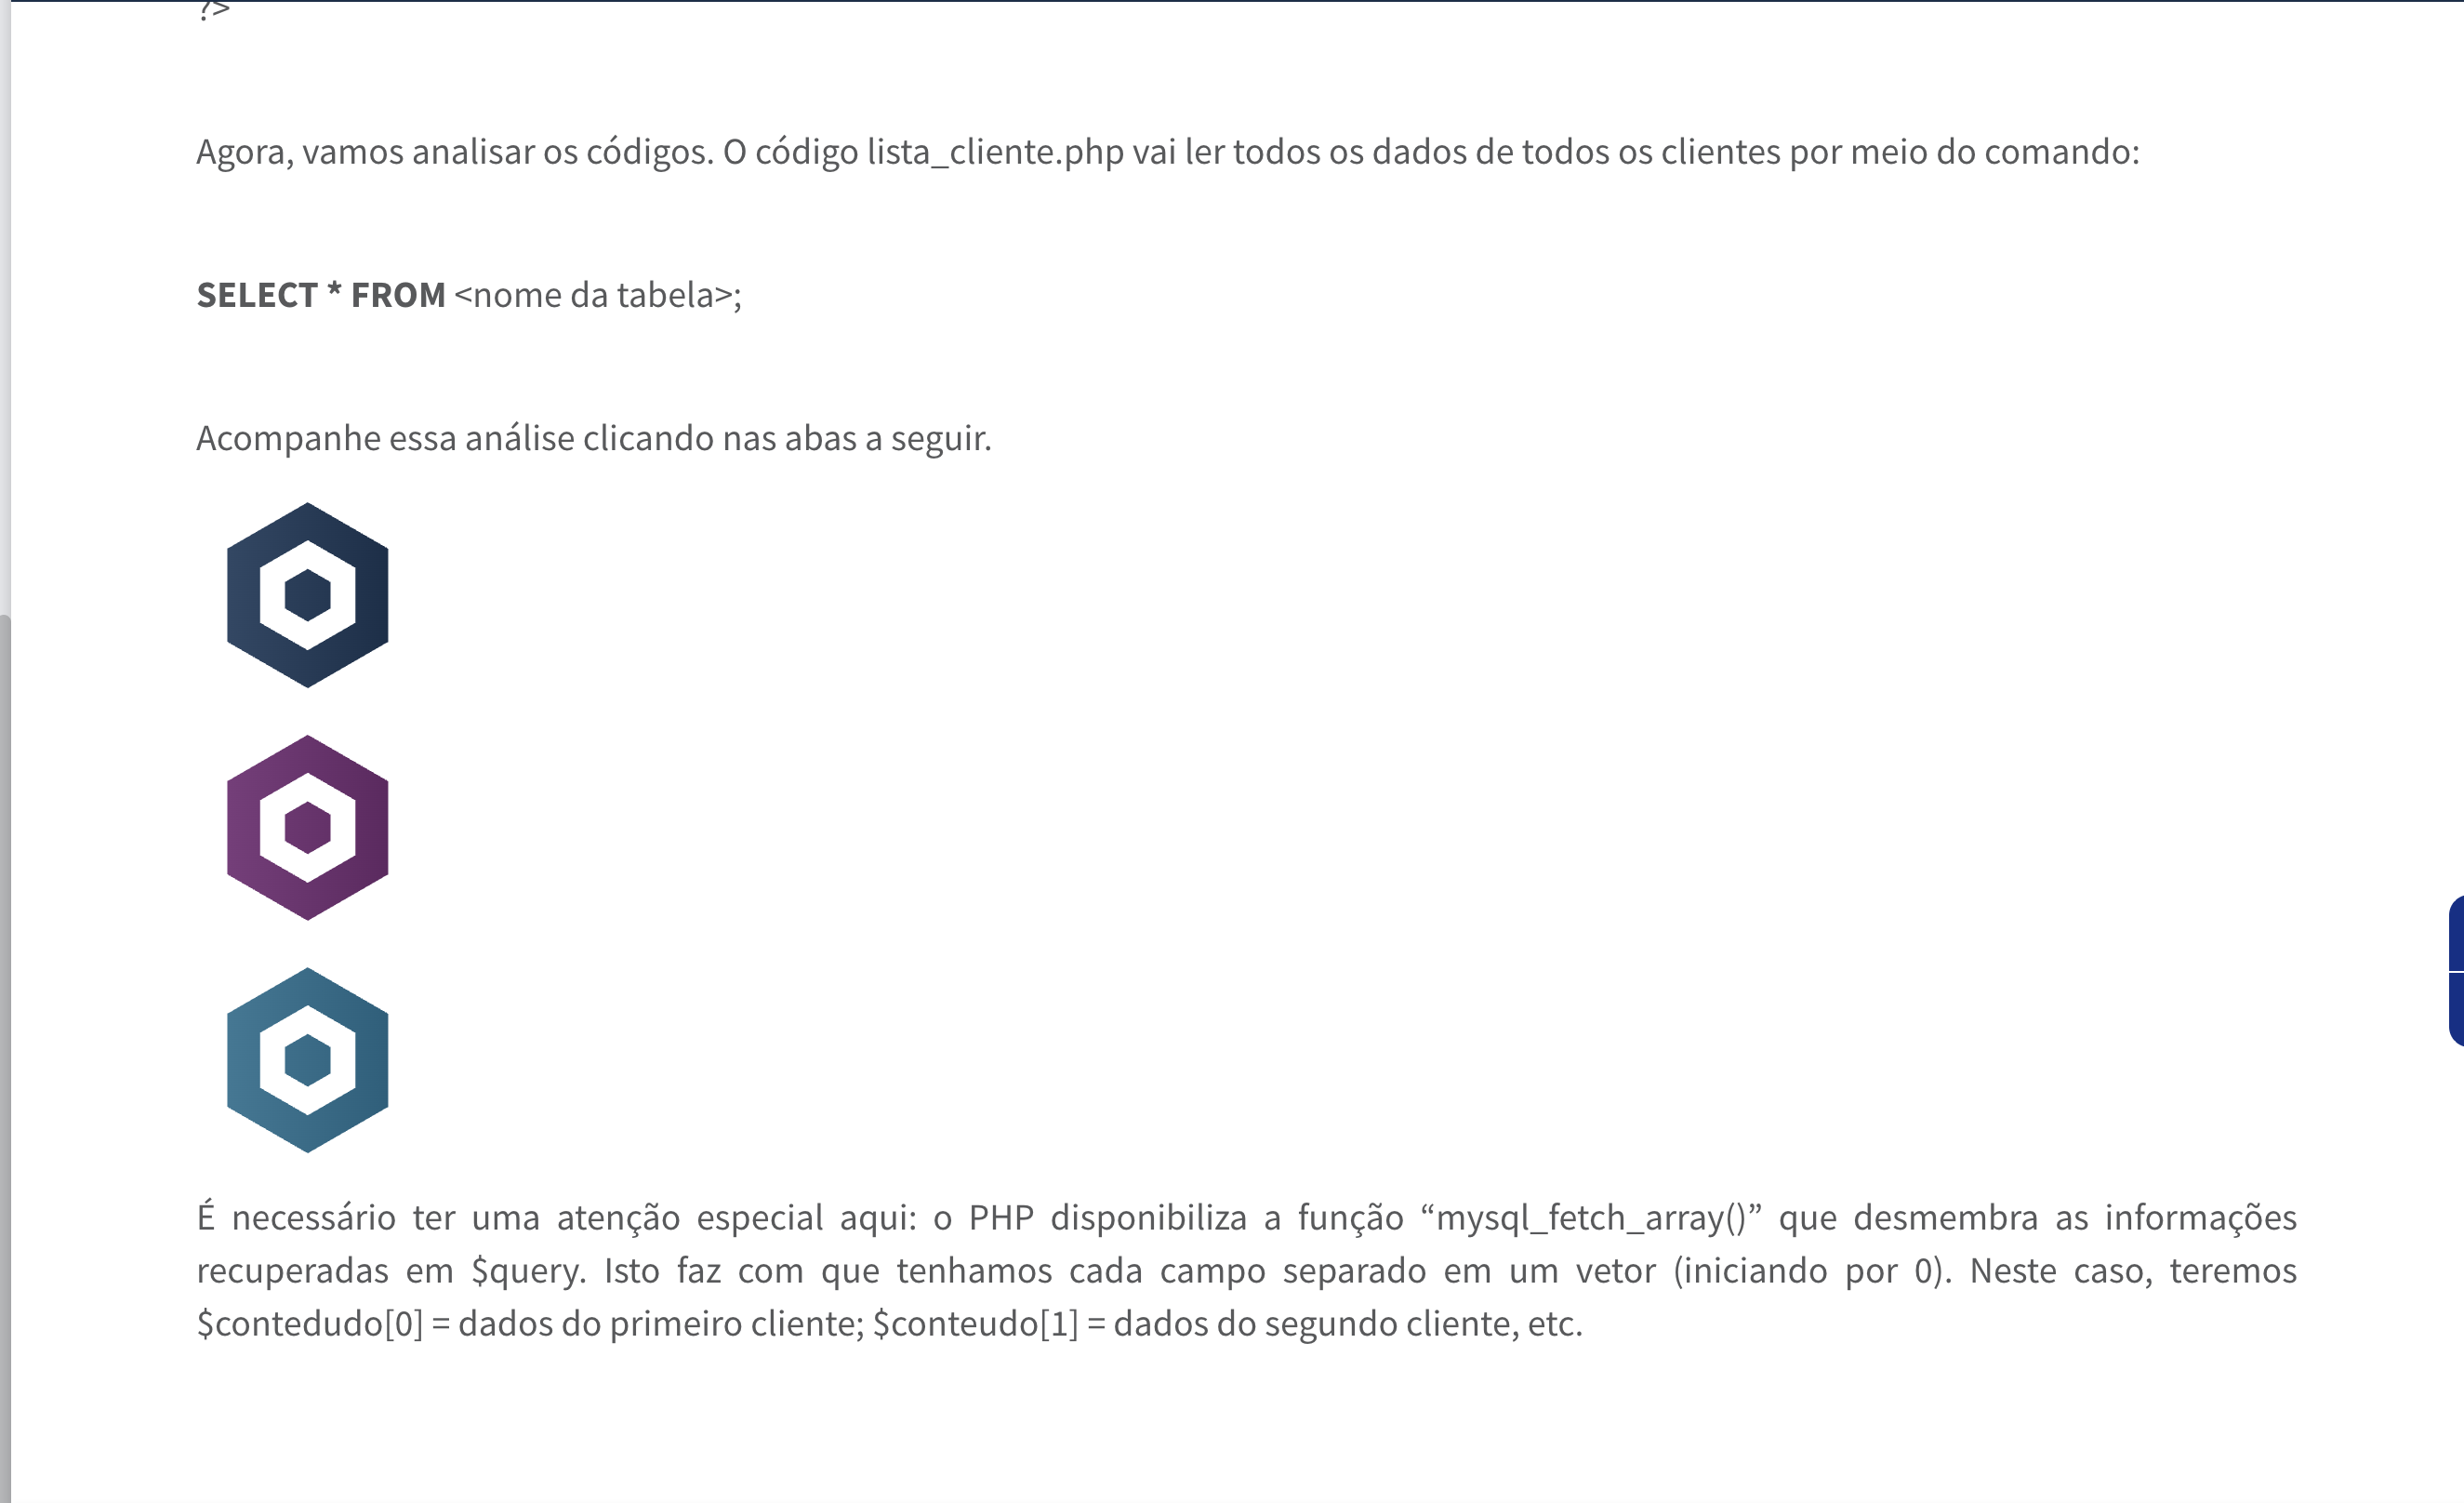 ?>
Agora, vamos analisar os códigos. O código lista_cliente.php vai ler todos os dados de todos os clientes por meio do comando:
SELECT * FROM <nome da tabela>;
Acompanhe essa análise clicando nas abas a seguir.
É necessário ter uma atenção especial aqui: o PHP disponibiliza a função “mysql_fetch_array()” que desmembra as informações
recuperadas em $query. Isto faz com que tenhamos cada campo separado em um vetor (iniciando por 0). Neste caso, teremos
$contedudo[0] = dados do primeiro cliente; $conteudo[1] = dados do segundo cliente, etc.